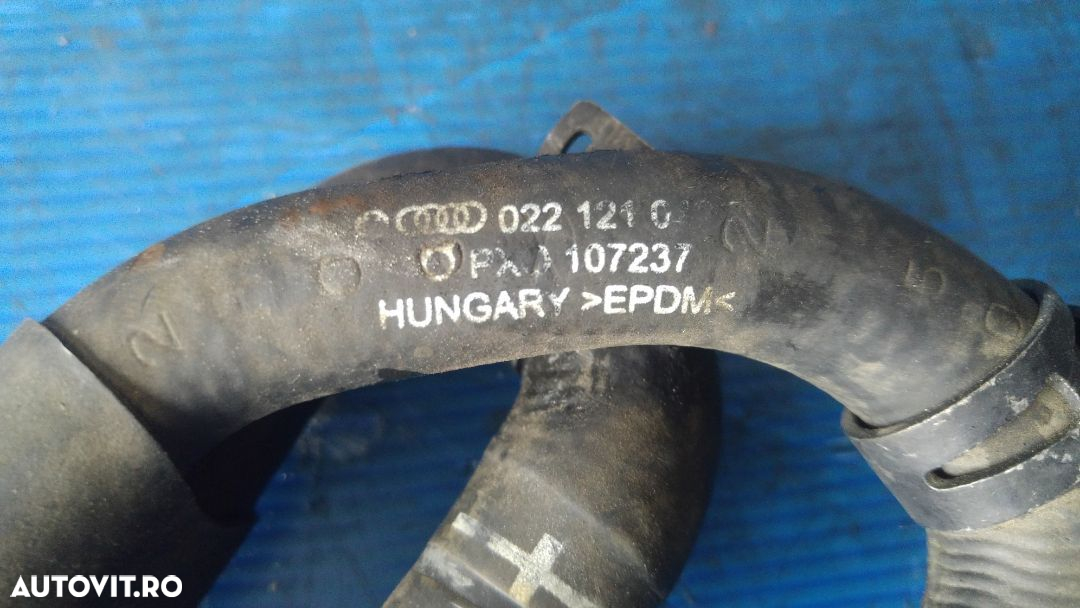 022 121
107237
HUNGARY >EPDM<
AUTOVIT.RO